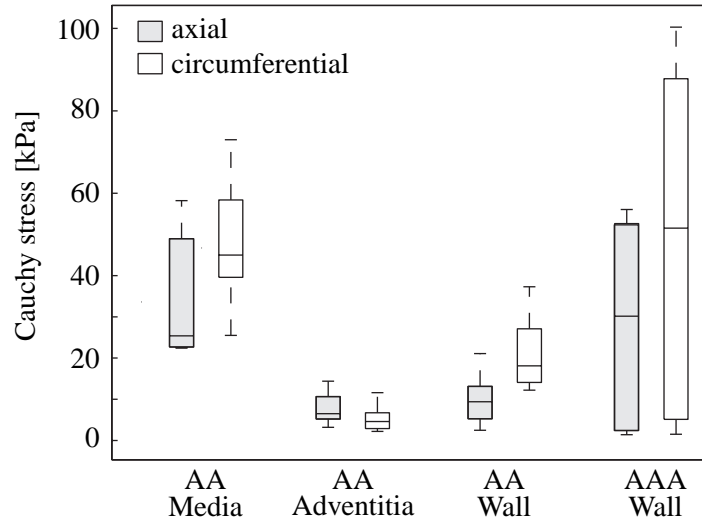 axial
circumferential
Cauchy stress [kPa]
100
80
60
40
20
0
AA AA AA AAA
Media Adventitia Wall Wall